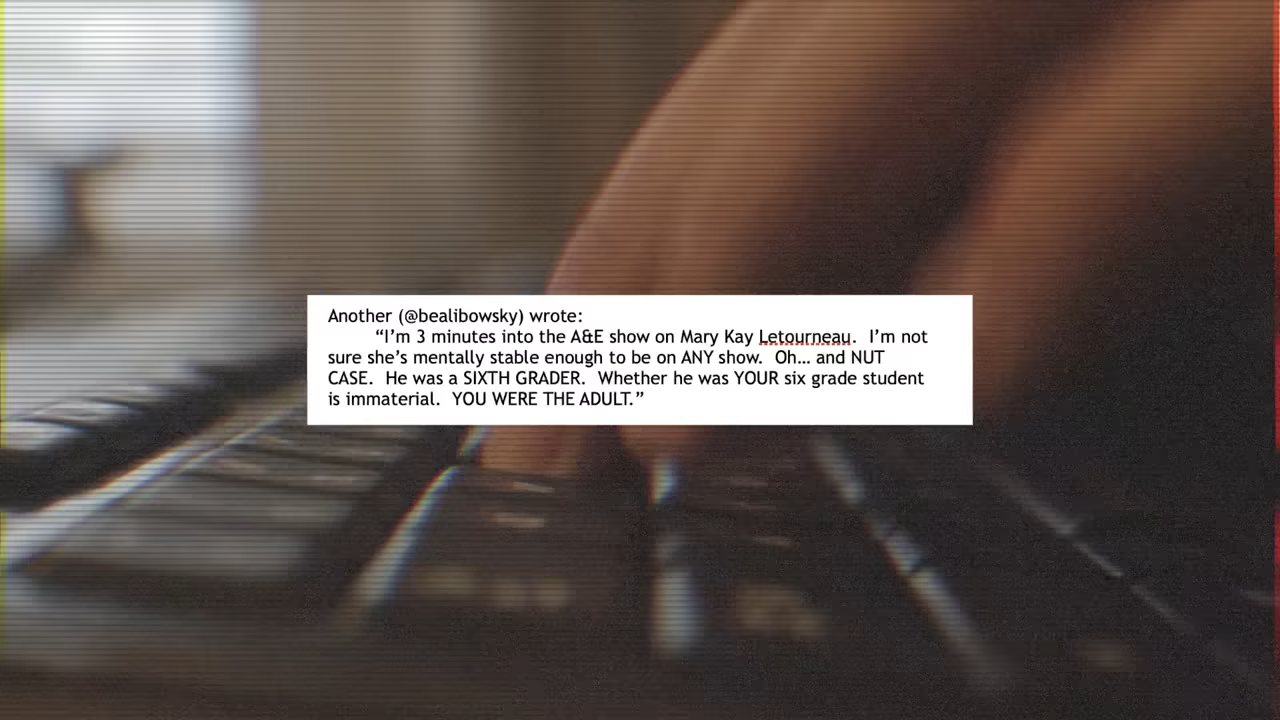 Another (@bealibowsky) wrote:
“I’m 3 minutes into the A&E show on Mary Kay Letourneau.  I’m not
sure she’s mentally stable enough to be on ANY show.  Oh… and NUT
CASE.  He was a SIXTH GRADER.  Whether he was YOUR six grade student
is immaterial.  YOU WERE THE ADULT.”